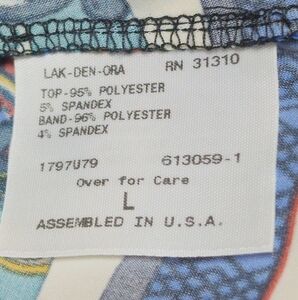 LAK-DEN-ORA RN 31310
TOP-95% POLYESTER
5% SPANDEX
BAND-96% POLYESTER
4% SPANDEX
1797U79 613059-1
Over for Care
L
ASSEMBLED IN U.S.A.